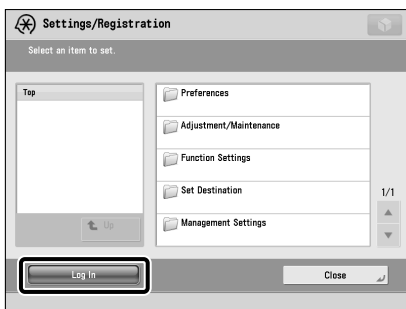 Settings/Registration
Select an item to set.
Top
Preferences
Adjustment/Maintenance
Function Settings
Set Destination
Management Settings
1/1
Up
Log In
Close